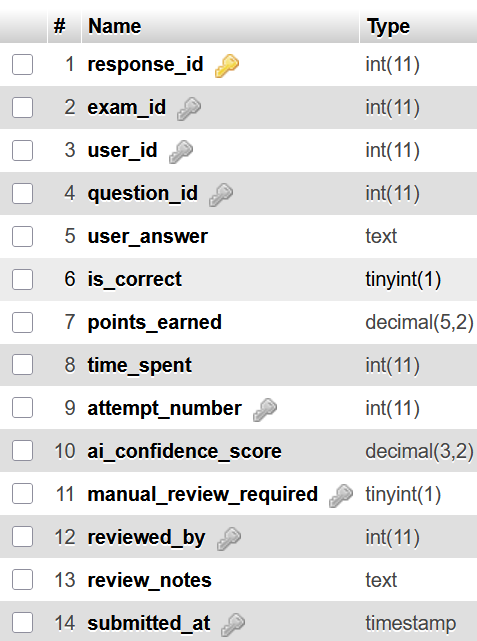 # Name Type
1 response_id int(11)
2 exam_id int(11)
3 user_id int(11)
4 question_id int(11)
5 user_answer text
6 is_correct tinyint(1)
7 points_earned decimal(5,2)
8 time_spent int(11)
9 attempt_number int(11)
10 ai_confidence_score decimal(3,2)
11 manual_review_required tinyint(1)
12 reviewed_by int(11)
13 review_notes text
14 submitted_at timestamp